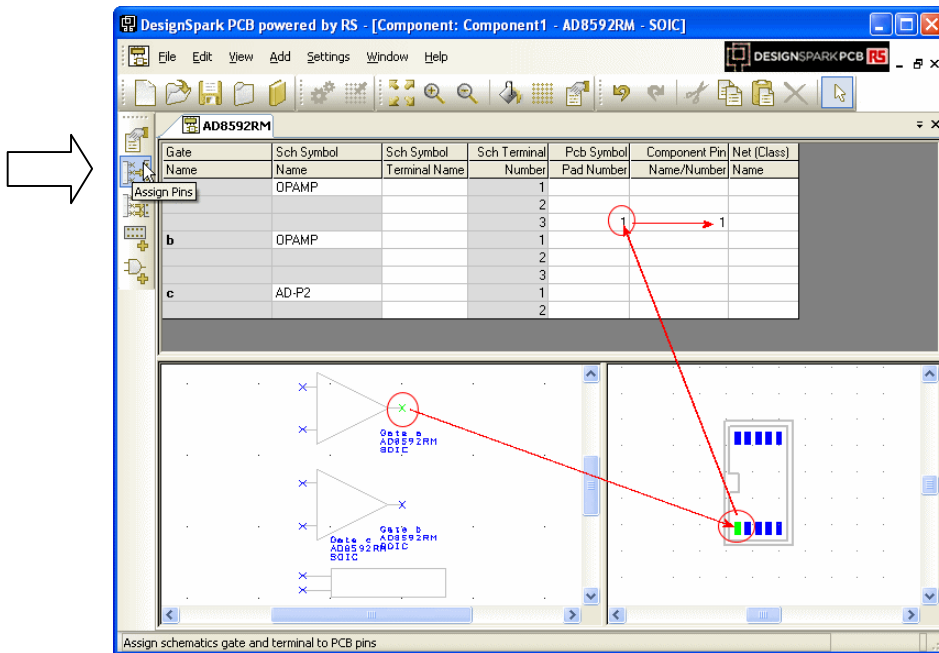 DesignSpark PCB powered by RS - [Component: Component1 - AD8592RM - SOIC]
File Edit View Add Settings Window Help
DESIGNSPARK PCB RS
AD8592RM
Gate Sch Symbol Sch Symbol Sch Terminal Pcb Symbol Component Pin Net (Class)
Name Name Terminal Name Number Pad Number Name/Number Name
OPAMP 1
Assign Pins
2
3 1 1
b OPAMP 1
2
3
c AD-P2 1
2
Gate a
AD8592RM
SOIC
Gate b
AD8592RM
SOIC
Gate c
AD8592RM
SOIC
Assign schematics gate and terminal to PCB pins